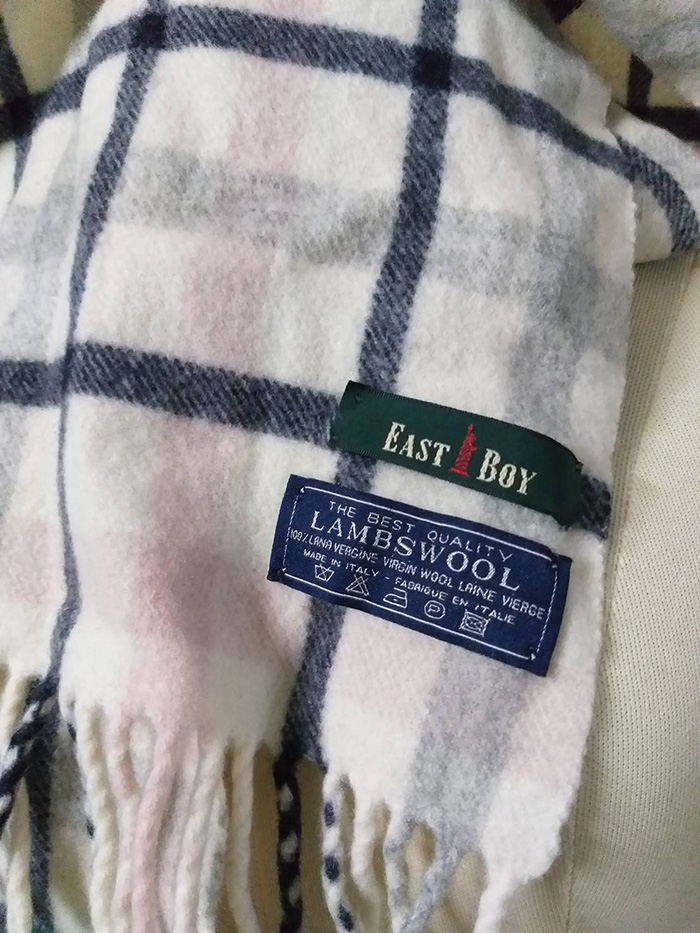 EAST BOY
THE BEST QUALITY
LAMBSWOOL
100% LANA VERGINE VIRGIN WOOL LAINE VIERGE
MADE IN ITALY - FABRIQUE EN ITALIE
P